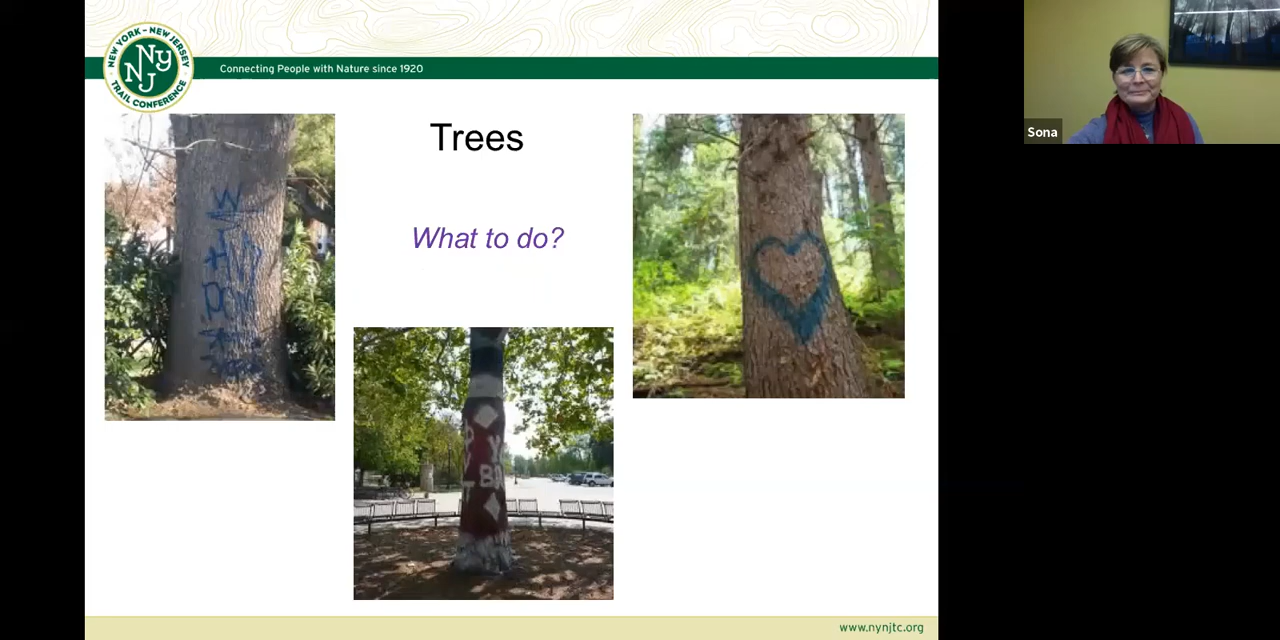 NEW YORK - NEW JERSEY
NY
NJ
TRAIL CONFERENCE
Connecting People with Nature since 1920
Trees
What to do?
W
Sona
www.nynjtc.org